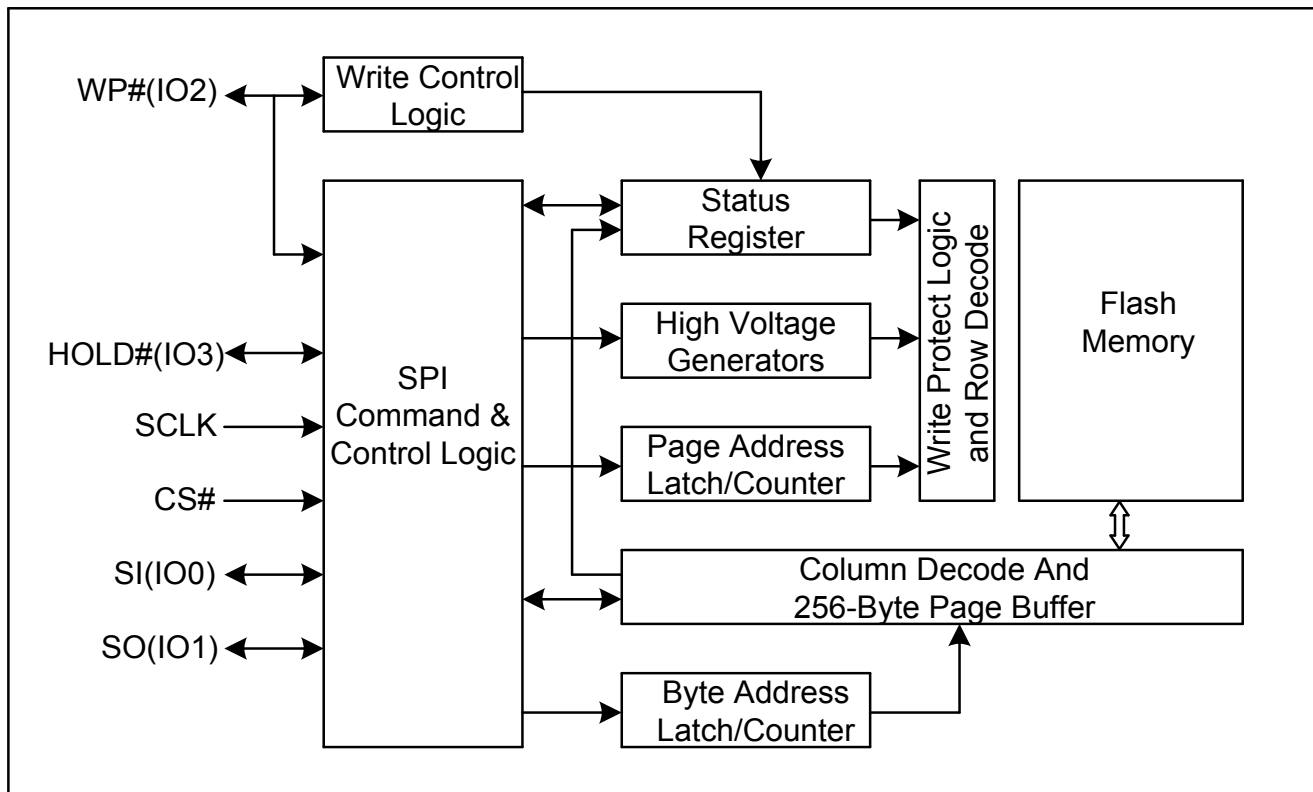 WP#(IO2)
Write Control
Logic
Status
Register
Write Protect Logic
and Row Decode
Flash
Memory
HOLD#(IO3)
High Voltage
Generators
SPI
Command &
Control Logic
SCLK
Page Address
Latch/Counter
CS#
SI(IO0)
Column Decode And
256-Byte Page Buffer
SO(IO1)
Byte Address
Latch/Counter